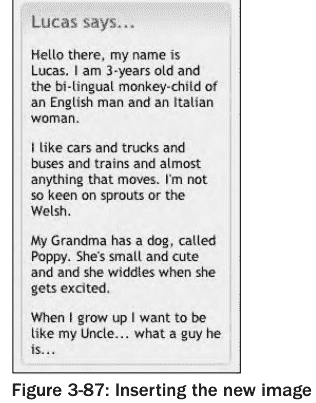 Lucas says...
Hello there, my name is
Lucas. I am 3-years old and
the bi-lingual monkey-child of
an English man and an Italian
woman.
I like cars and trucks and
buses and trains and almost
anything that moves. I'm not
so keen on sprouts or the
Welsh.
My Grandma has a dog, called
Poppy. She's small and cute
and and she widdles when she
gets excited.
When I grow up I want to be
like my Uncle... what a guy he
is...
Figure 3-87: Inserting the new image